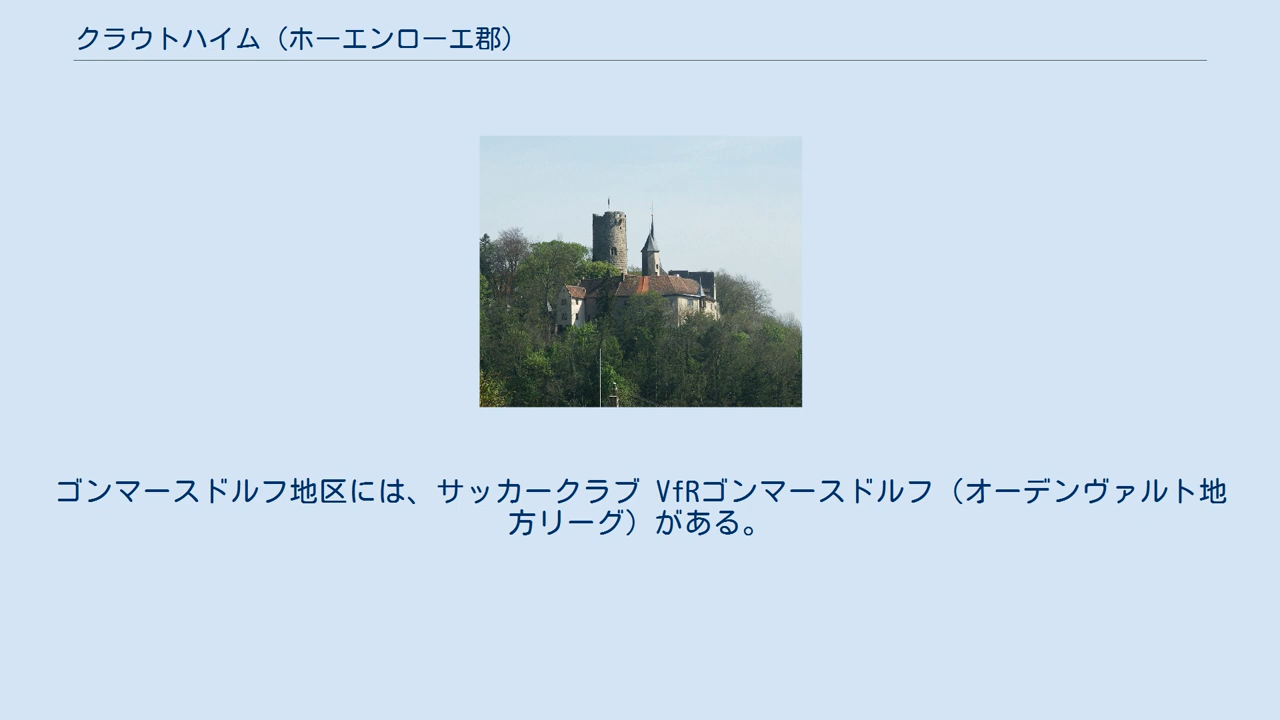 クラウトハイム（ホーエンローエ郡）
ゴンマースドルフ地区には、サッカークラブ VfRゴンマースドルフ（オーデンヴァルト地
方リーグ）がある。